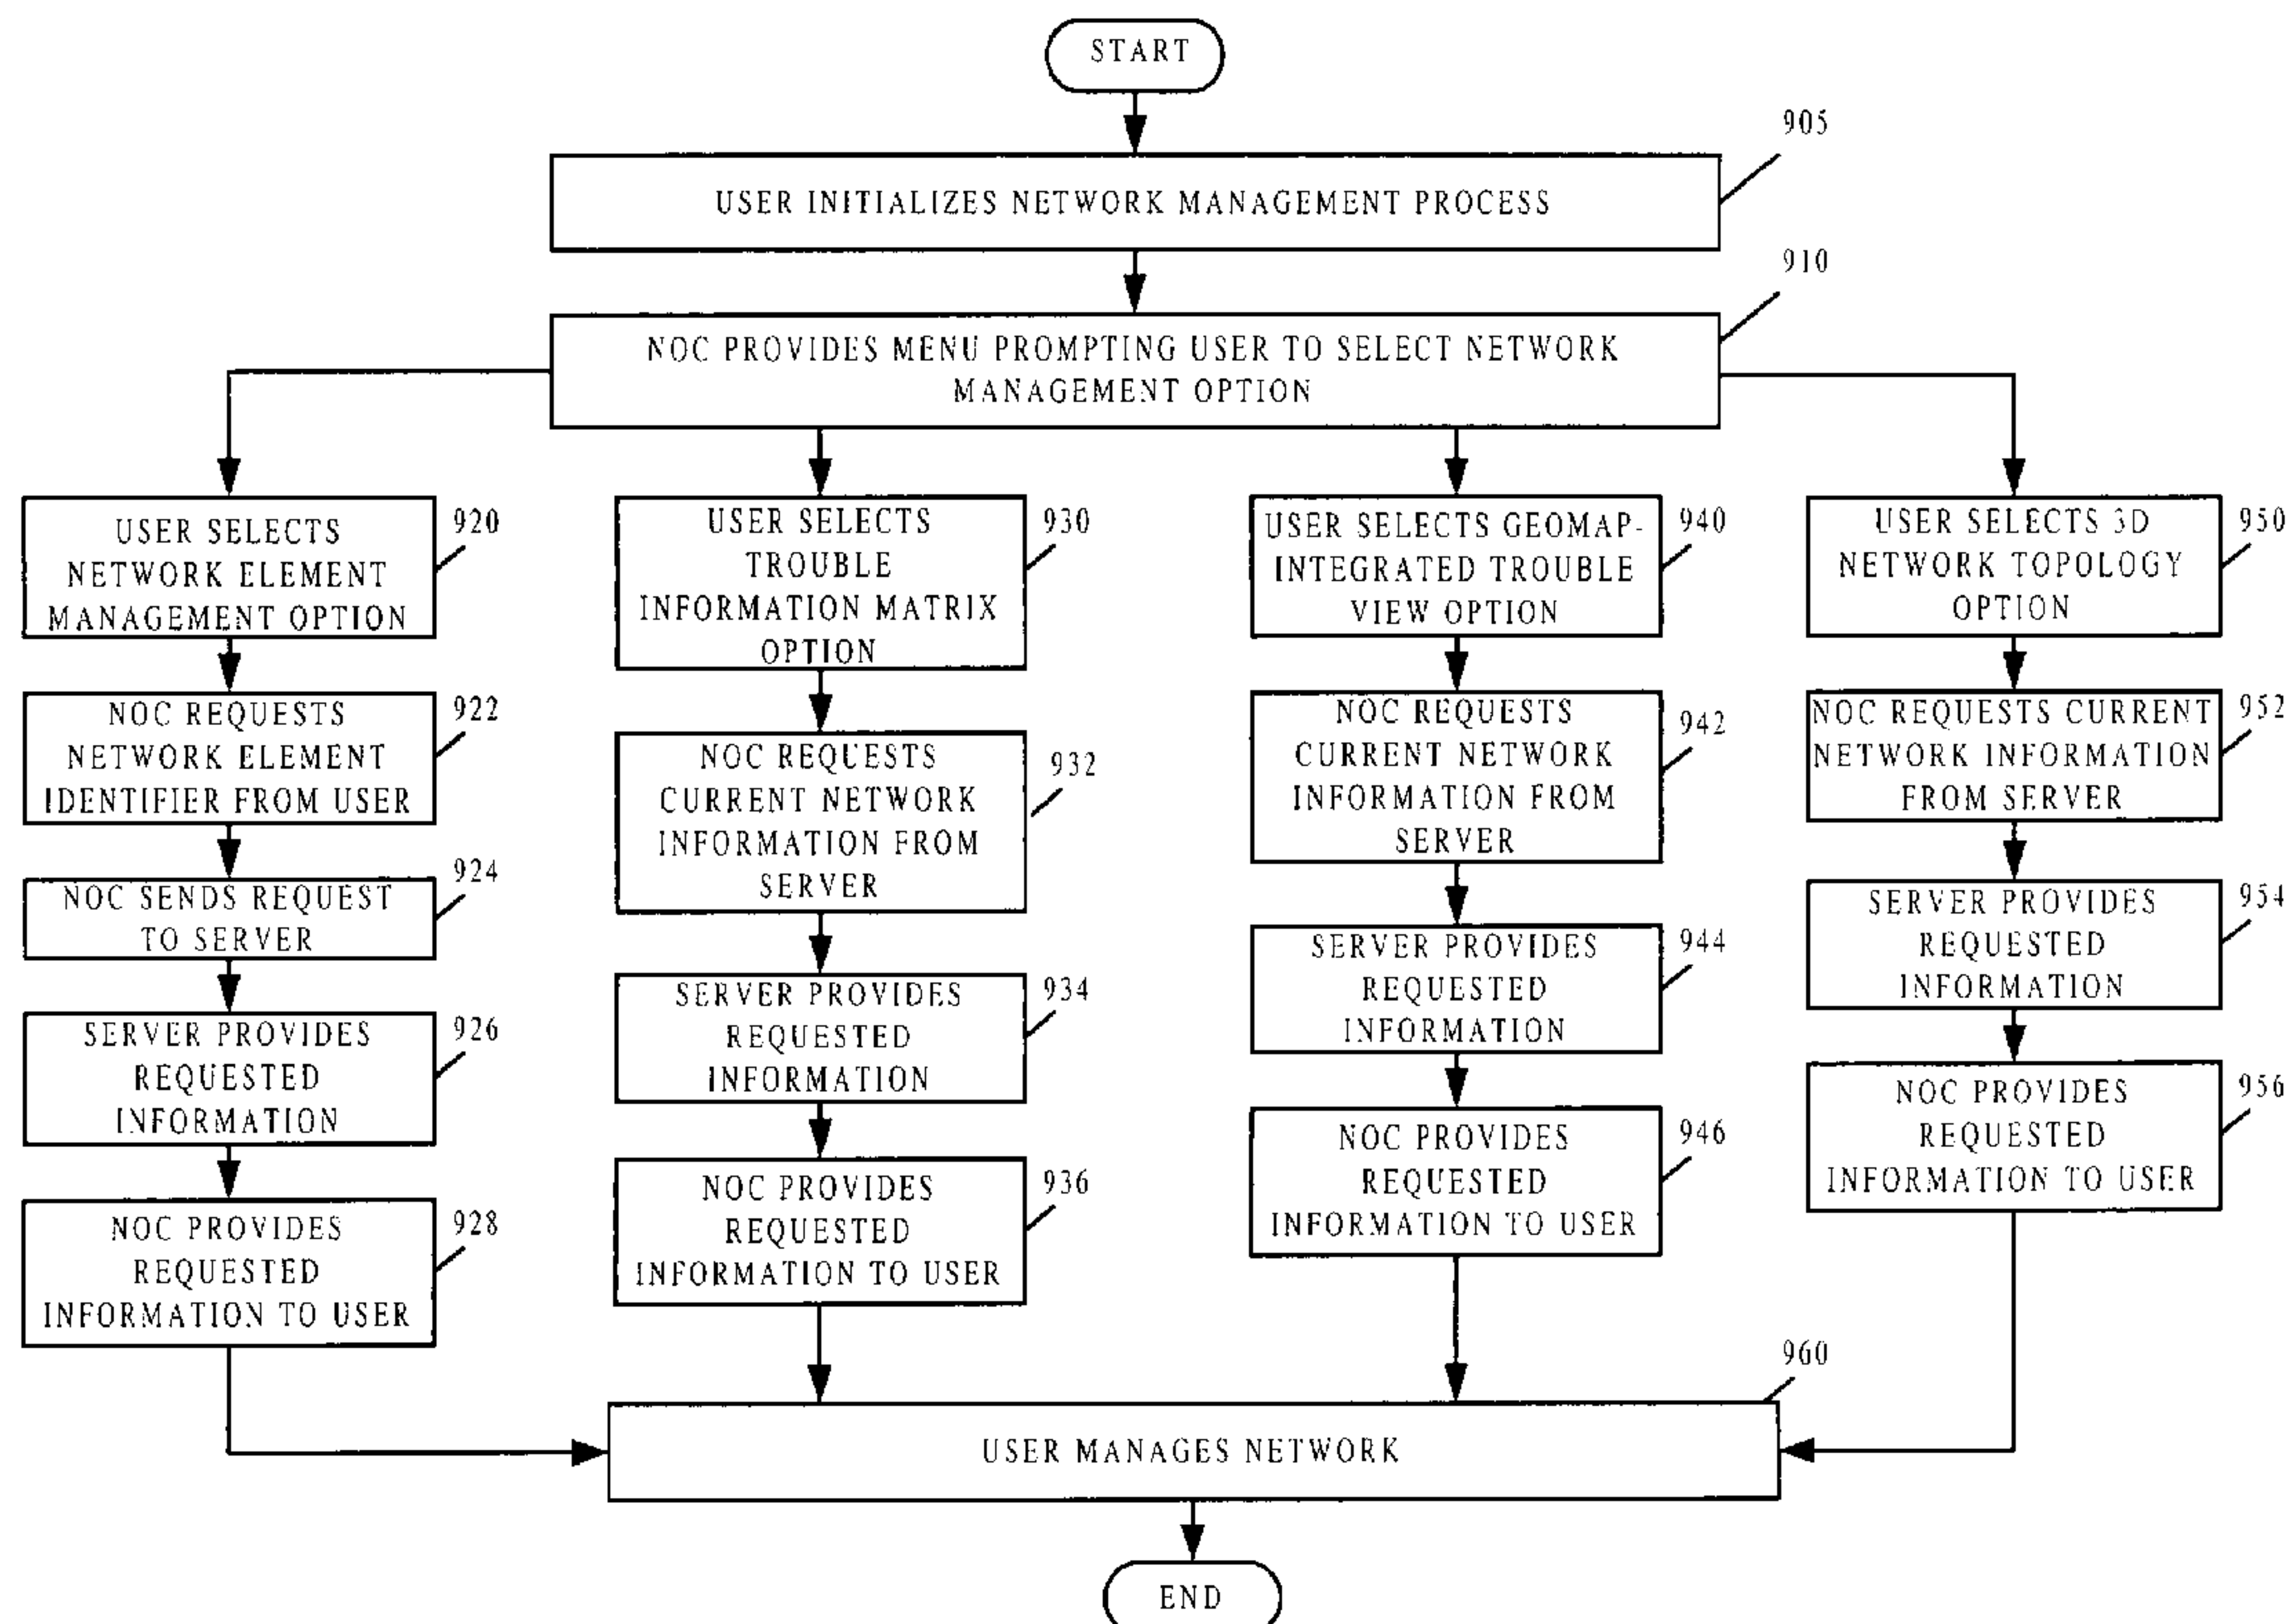 START
905
USER INITIALIZES NETWORK MANAGEMENT PROCESS
910
NOC PROVIDES MENU PROMPTING USER TO SELECT NETWORK
MANAGEMENT OPTION
920
USER SELECTS
NETWORK ELEMENT
MANAGEMENT OPTION
922
NOC REQUESTS
NETWORK ELEMENT
IDENTIFIER FROM USER
924
NOC SENDS REQUEST
TO SERVER
926
SERVER PROVIDES
REQUESTED
INFORMATION
928
NOC PROVIDES
REQUESTED
INFORMATION TO USER
930
USER SELECTS
TROUBLE
INFORMATION MATRIX
OPTION
932
NOC REQUESTS
CURRENT NETWORK
INFORMATION FROM
SERVER
934
SERVER PROVIDES
REQUESTED
INFORMATION
936
NOC PROVIDES
REQUESTED
INFORMATION TO USER
940
USER SELECTS GEOMAP-
INTEGRATED TROUBLE
VIEW OPTION
942
NOC REQUESTS
CURRENT NETWORK
INFORMATION FROM
SERVER
944
SERVER PROVIDES
REQUESTED
INFORMATION
946
NOC PROVIDES
REQUESTED
INFORMATION TO USER
950
USER SELECTS 3D
NETWORK TOPOLOGY
OPTION
952
NOC REQUESTS CURRENT
NETWORK INFORMATION
FROM SERVER
954
SERVER PROVIDES
REQUESTED
INFORMATION
956
NOC PROVIDES
REQUESTED
INFORMATION TO USER
960
USER MANAGES NETWORK
END